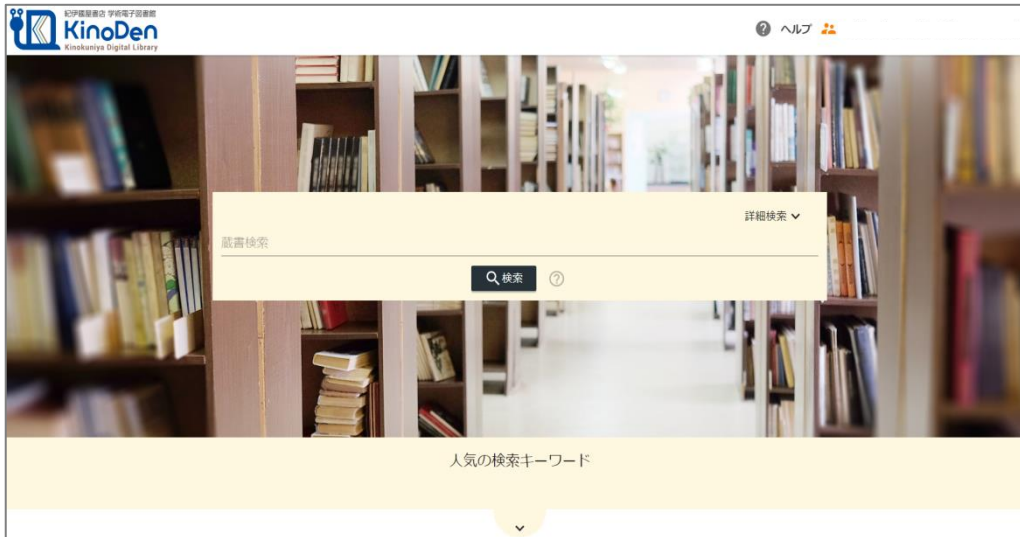 紀伊國屋書店 学術電子図書館
KinoDen
Kinokuniya Digital Library
? ヘルプ
詳細検索
蔵書検索
検索 ?
人気の検索キーワード